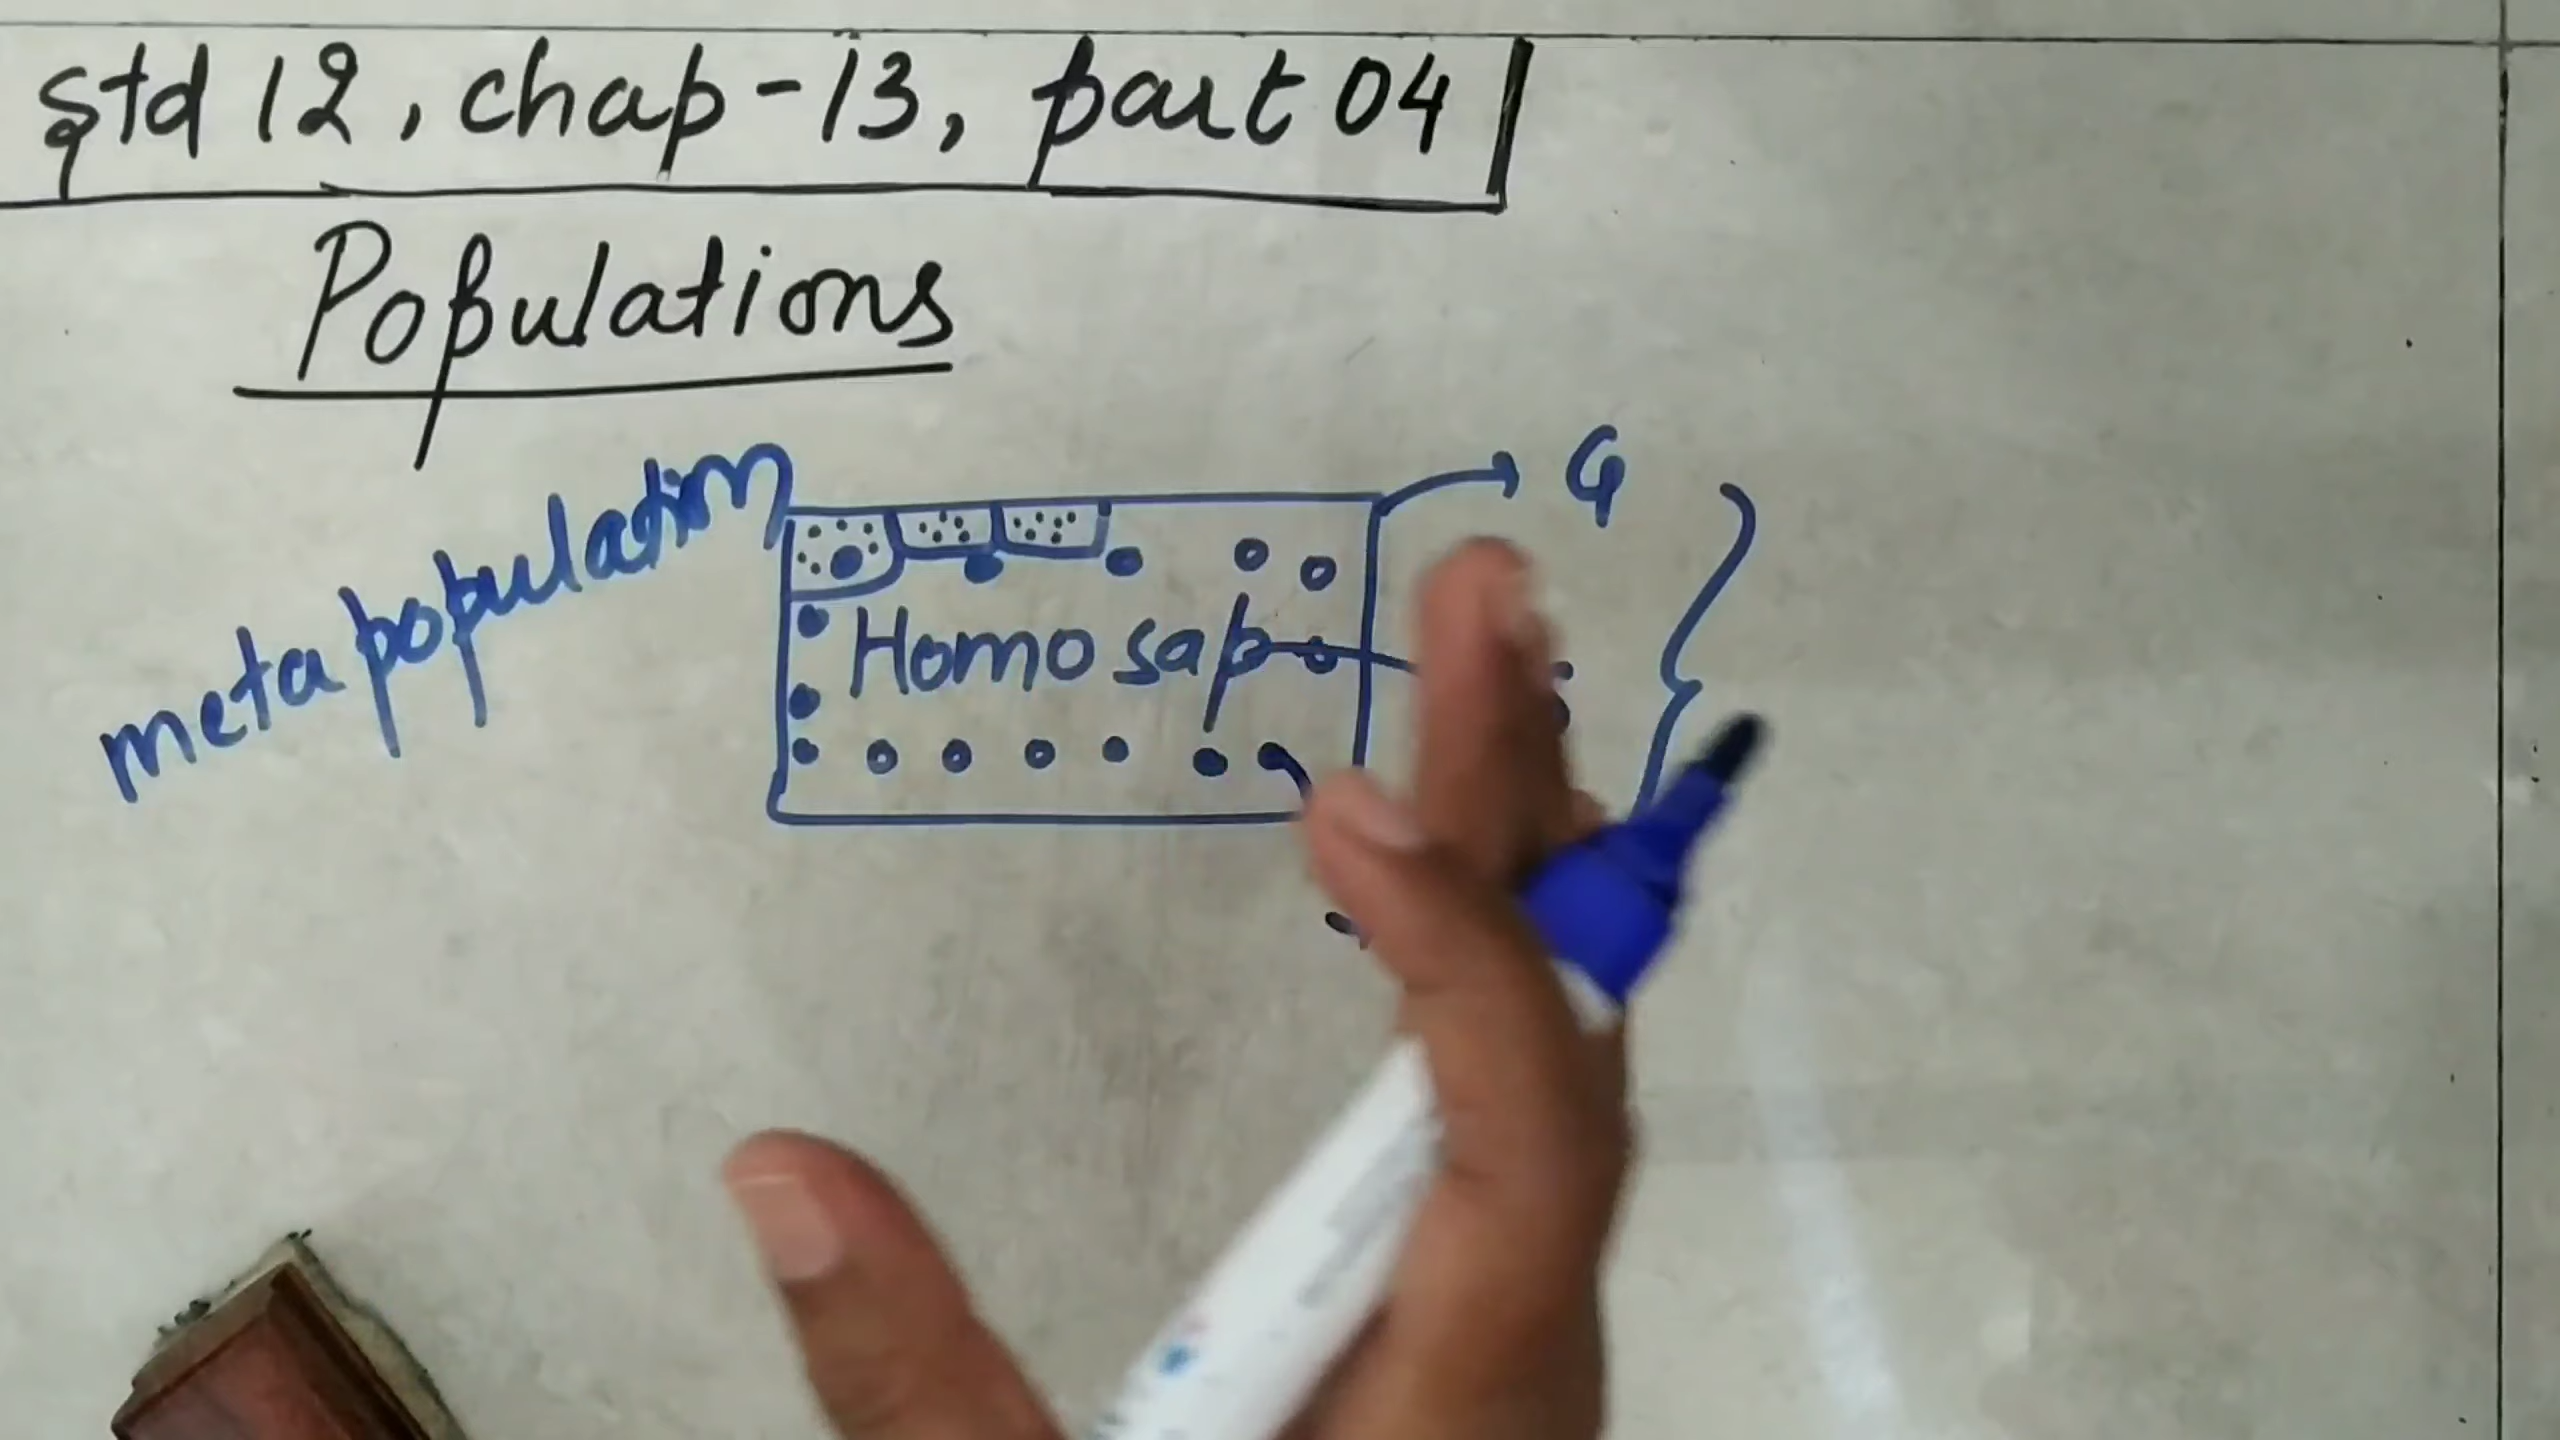 std 12, chap-13, part 04
Populations
metapopulation
G
Homo sap